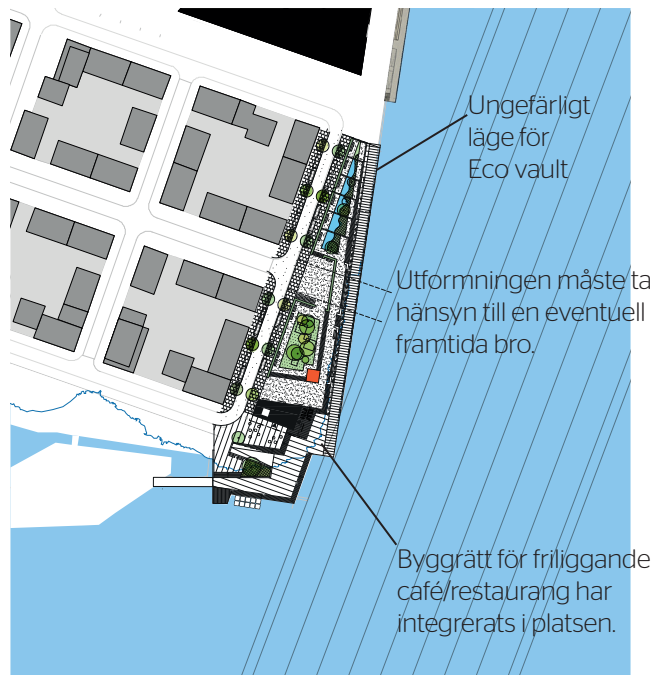 Ungefärligt
läge för
Eco vault
Utformningen måste ta
hänsyn till en eventuell
framtida bro.
Byggrätt för friliggande
café/restaurang har
integrerats i platsen.